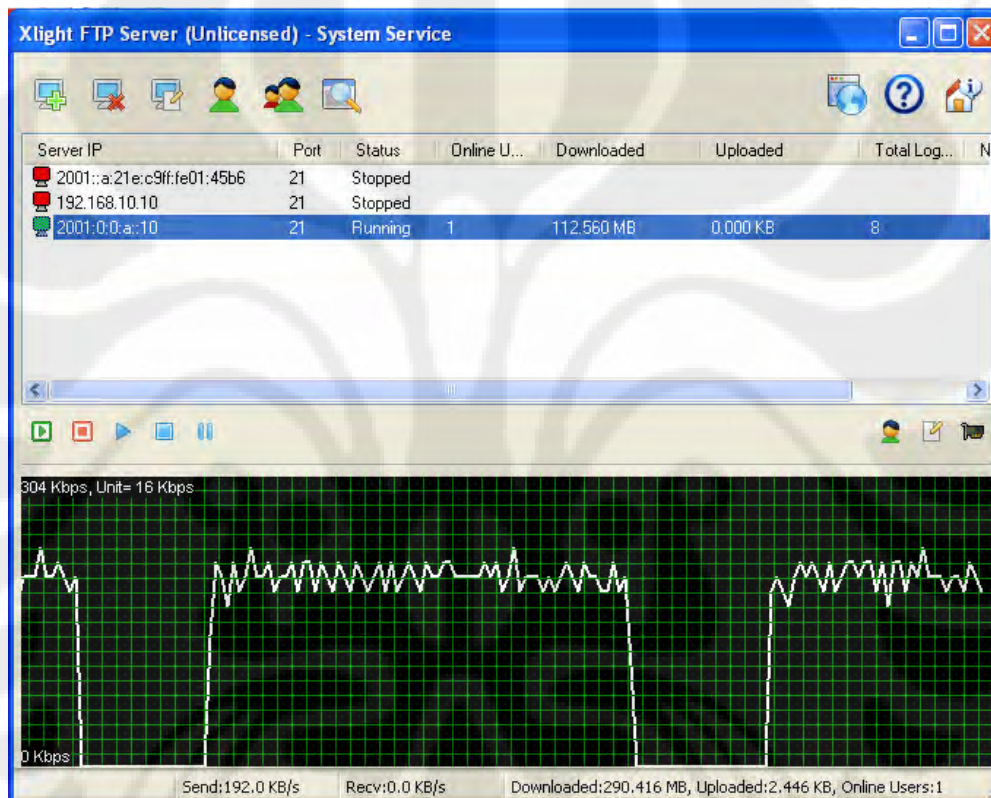 Xlight FTP Server (Unlicensed) - System Service
Server IP Port Status Online U... Downloaded Uploaded Total Log... N
2001::a:21e:c9ff:fe01:45b6 21 Stopped
192.168.10.10 21 Stopped
2001:0:0:a::10 21 Running 1 112.560 MB 0.000 KB 8
304 Kbps, Unit= 16 Kbps
0 Kbps
Send:192.0 KB/s Recv:0.0 KB/s Downloaded:290.416 MB, Uploaded:2.446 KB, Online Users:1